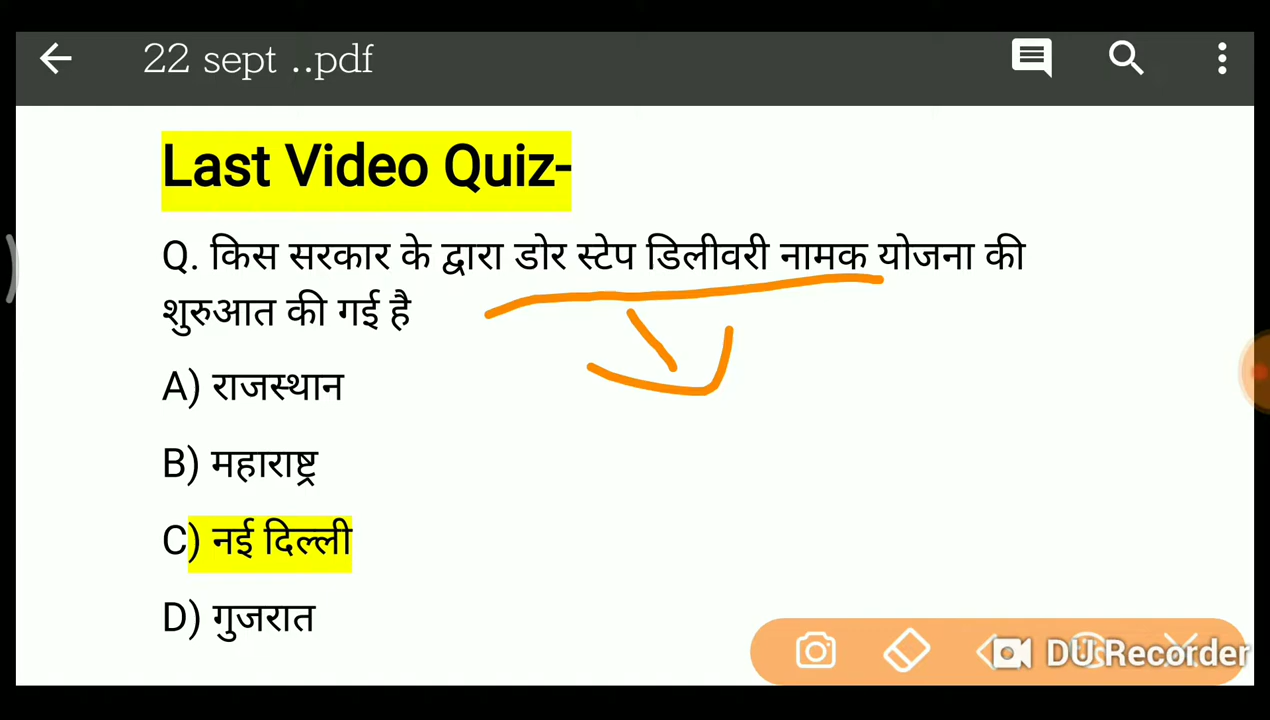 22 sept ..pdf
Last Video Quiz-
Q. किस सरकार के द्वारा डोर स्टेप डिलीवरी नामक योजना की
शुरुआत की गई है
A) राजस्थान
B) महाराष्ट्र
C) नई दिल्ली
D) गुजरात
DU Recorder